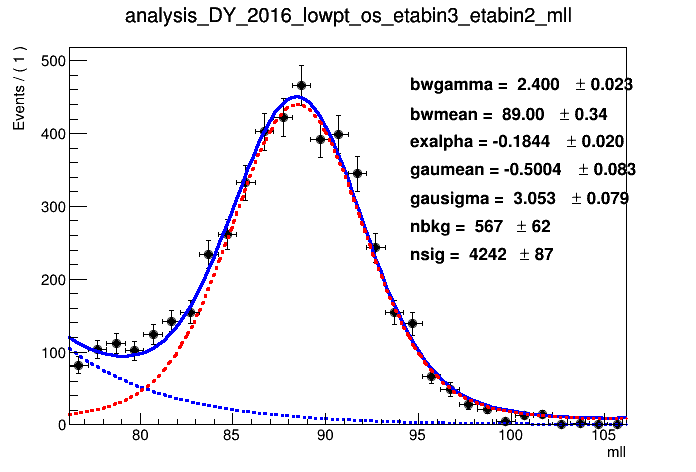 analysis_DY_2016_lowpt_os_etabin3_etabin2_mll
Events / ( 1 )
500
400
300
200
100
0
bwgamma = 2.400 ± 0.023
bwmean = 89.00 ± 0.34
exalpha = -0.1844 ± 0.020
gaumean = -0.5004 ± 0.083
gausigma = 3.053 ± 0.079
nbkg = 567 ± 62
nsig = 4242 ± 87
80 85 90 95 100 105
mll